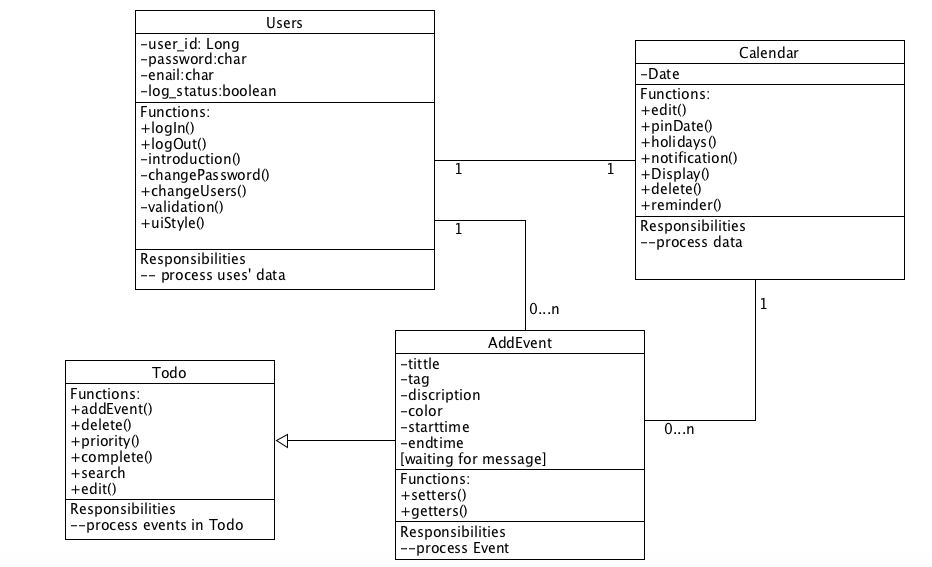 Users
-user_id: Long
-password:char
-enail:char
-log_status:boolean
Functions:
+logIn()
+logOut()
-introduction()
-changePassword()
+changeUsers()
-validation()
+uiStyle()
Responsibilities
-- process uses' data
Calendar
-Date
Functions:
+edit()
+pinDate()
+holidays()
+notification()
+Display()
+delete()
+reminder()
Responsibilities
--process data
1
1
1
0...n
1
0...n
AddEvent
-tittle
-tag
-discription
-color
-starttime
-endtime
[waiting for message]
Functions:
+setters()
+getters()
Responsibilities
--process Event
Todo
Functions:
+addEvent()
+delete()
+priority()
+complete()
+search
+edit()
Responsibilities
--process events in Todo